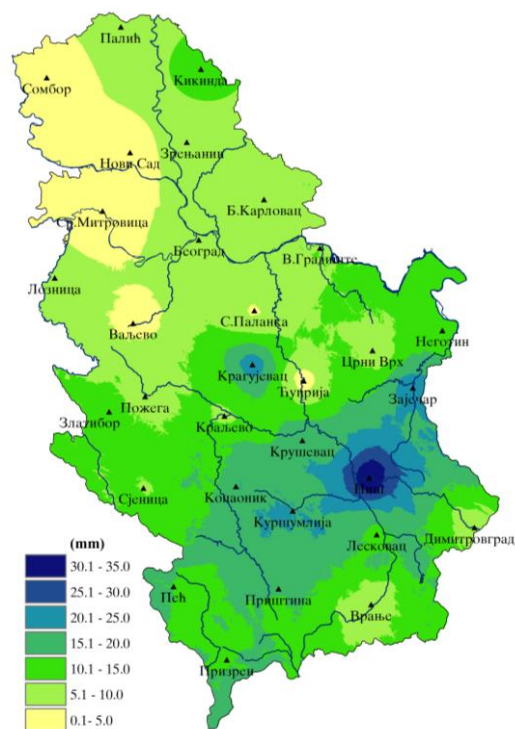 Палић
Сомбор
Кикинда
Зрењанин
Нови Сад
Б.Карловац
Ср.Митровица
Београд
В.Градиште
Лозница
С.Паланка
Ваљево
Неготин
Црни Врх
Крагујевац
Ћуприја
Зајечар
Пожега
Златибор
Краљево
Крушевац
Ниш
Сјеница
Копаоник
Куршумлија
Димитровград
Лесковац
(mm)
30.1 - 35.0
25.1 - 30.0
Пећ
Приштина
20.1 - 25.0
Врање
15.1 - 20.0
10.1 - 15.0
Призрен
5.1 - 10.0
0.1- 5.0